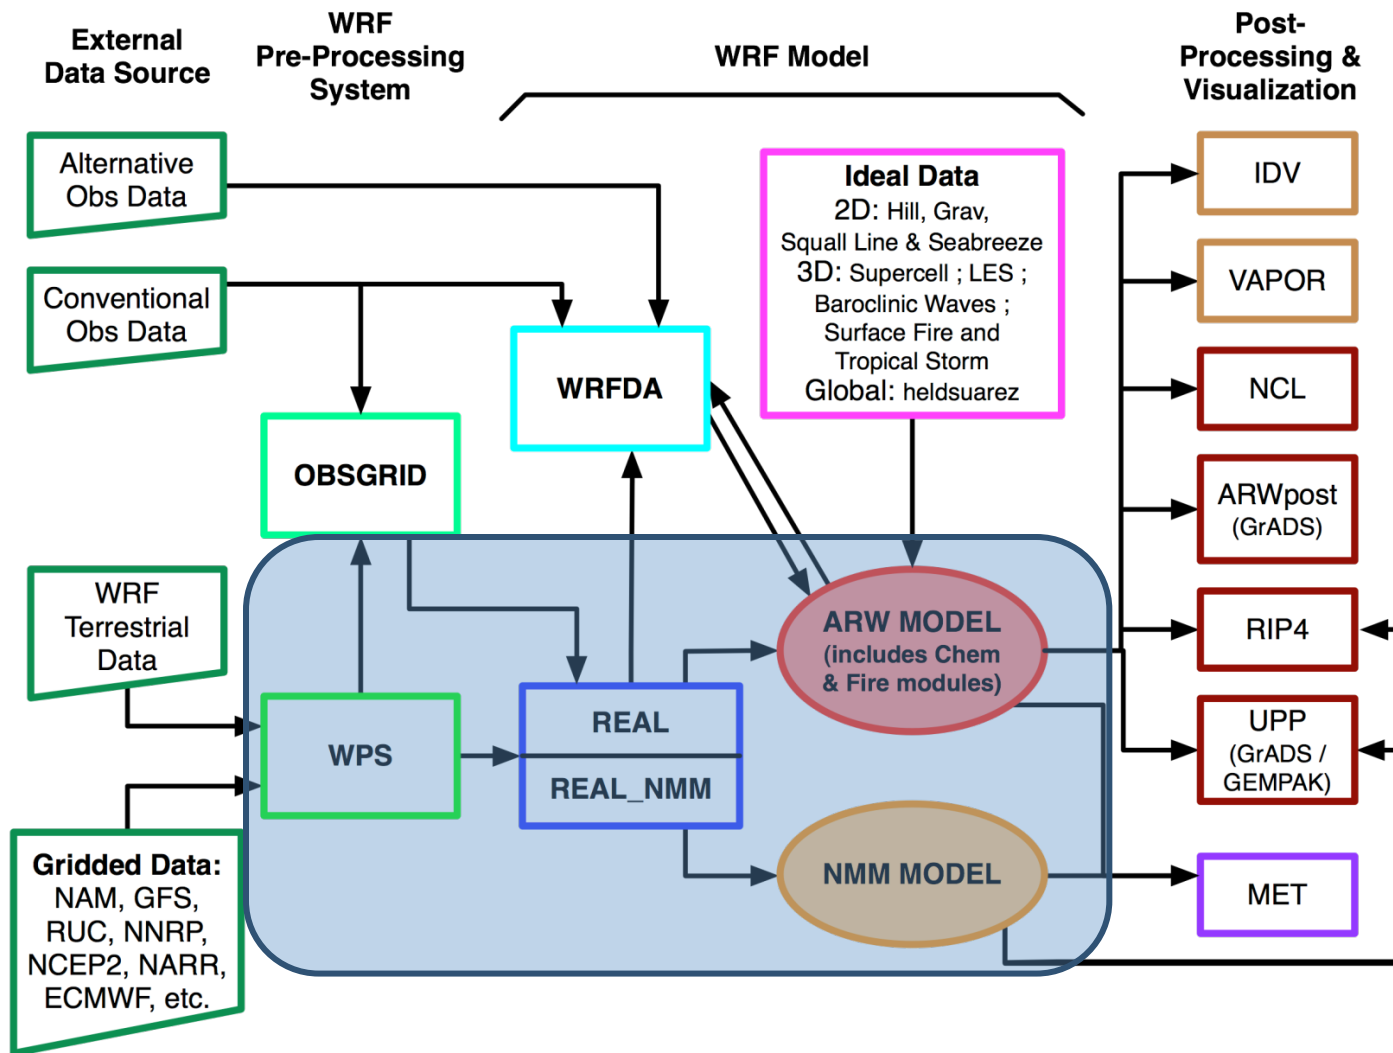 External
Data Source
WRF
Pre-Processing
System
WRF Model
Post-
Processing &
Visualization
Alternative
Obs Data
Conventional
Obs Data
WRF
Terrestrial
Data
Gridded Data:
NAM, GFS,
RUC, NNRP,
NCEP2, NARR,
ECMWF, etc.
OBSGRID
WPS
WRFDA
REAL
REAL_NMM
Ideal Data
2D: Hill, Grav,
Squall Line & Seabreeze
3D: Supercell ; LES ;
Baroclinic Waves ;
Surface Fire and
Tropical Storm
Global: heldsuarez
ARW MODEL
(includes Chem
& Fire modules)
NMM MODEL
IDV
VAPOR
NCL
ARWpost
(GrADS)
RIP4
UPP
(GrADS /
GEMPAK)
MET